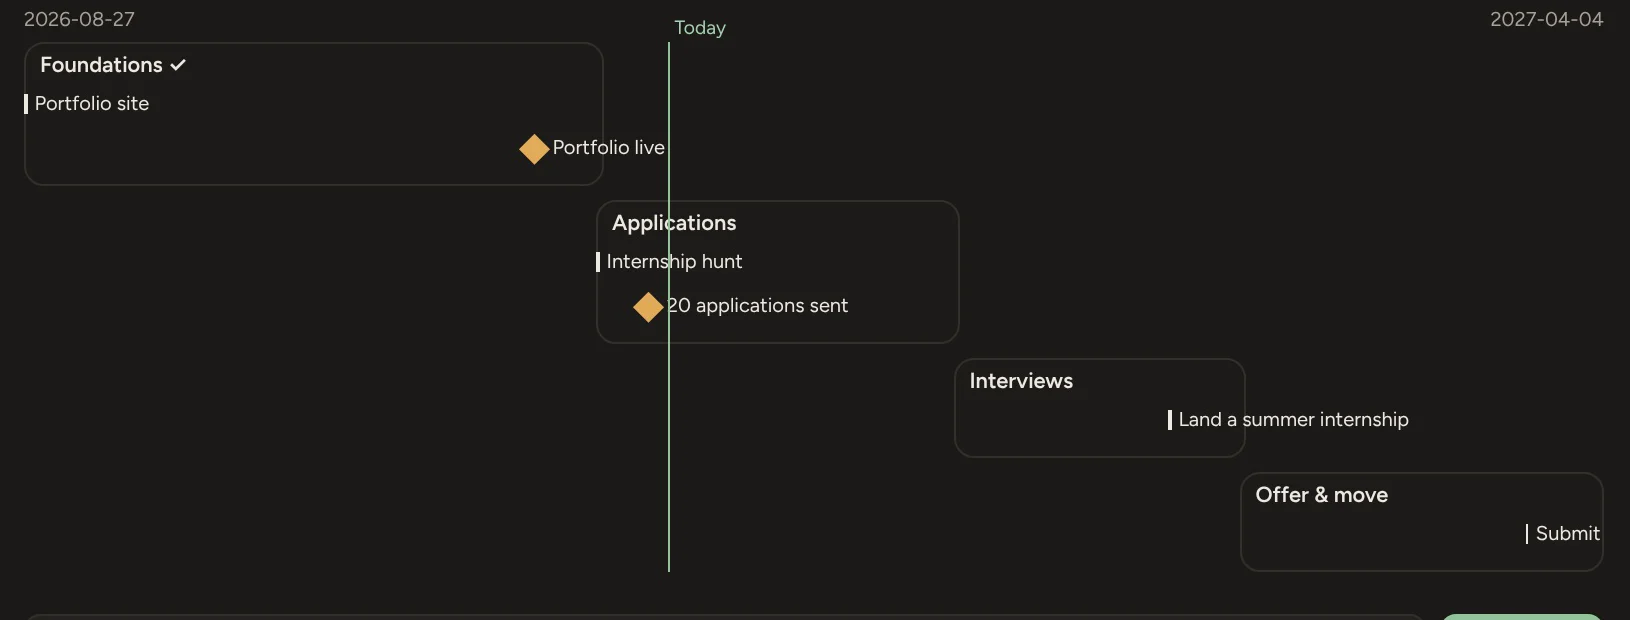 2026-08-27
2027-04-04
Today
Foundations ✓
Portfolio site
Portfolio live
Applications
Internship hunt
20 applications sent
Interviews
Land a summer internship
Offer & move
Submit